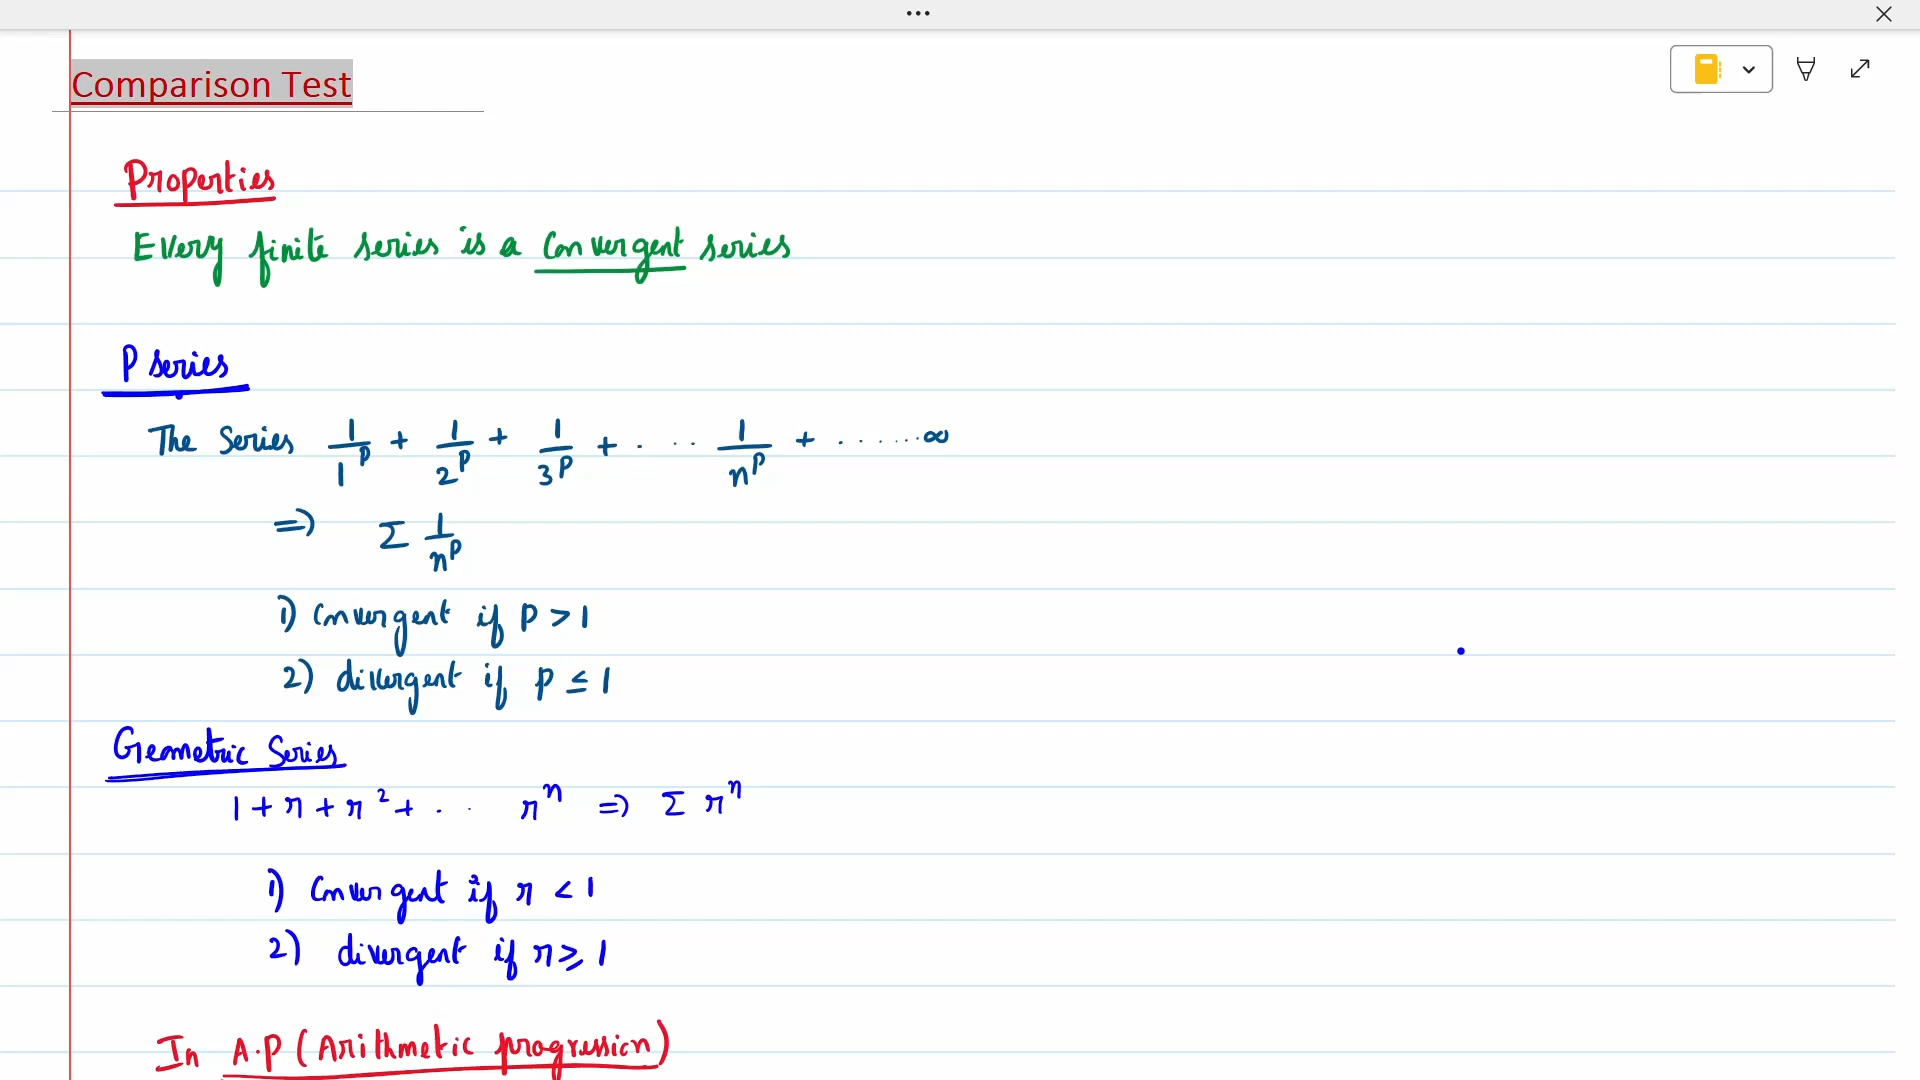 Comparison Test
Properties
Every finite series is a convergent series
P series
The Series 1/1^p + 1/2^p + 1/3^p + . .. 1/n^p + ....... ∞
=> Σ 1/n^p
1) convergent if p > 1
2) divergent if p ≤ 1
Geometric Series
1 + r + r² + . . r^n => Σ r^n
1) convergent if r < 1
2) divergent if r ≥ 1
In A.P (Arithmetic progression)